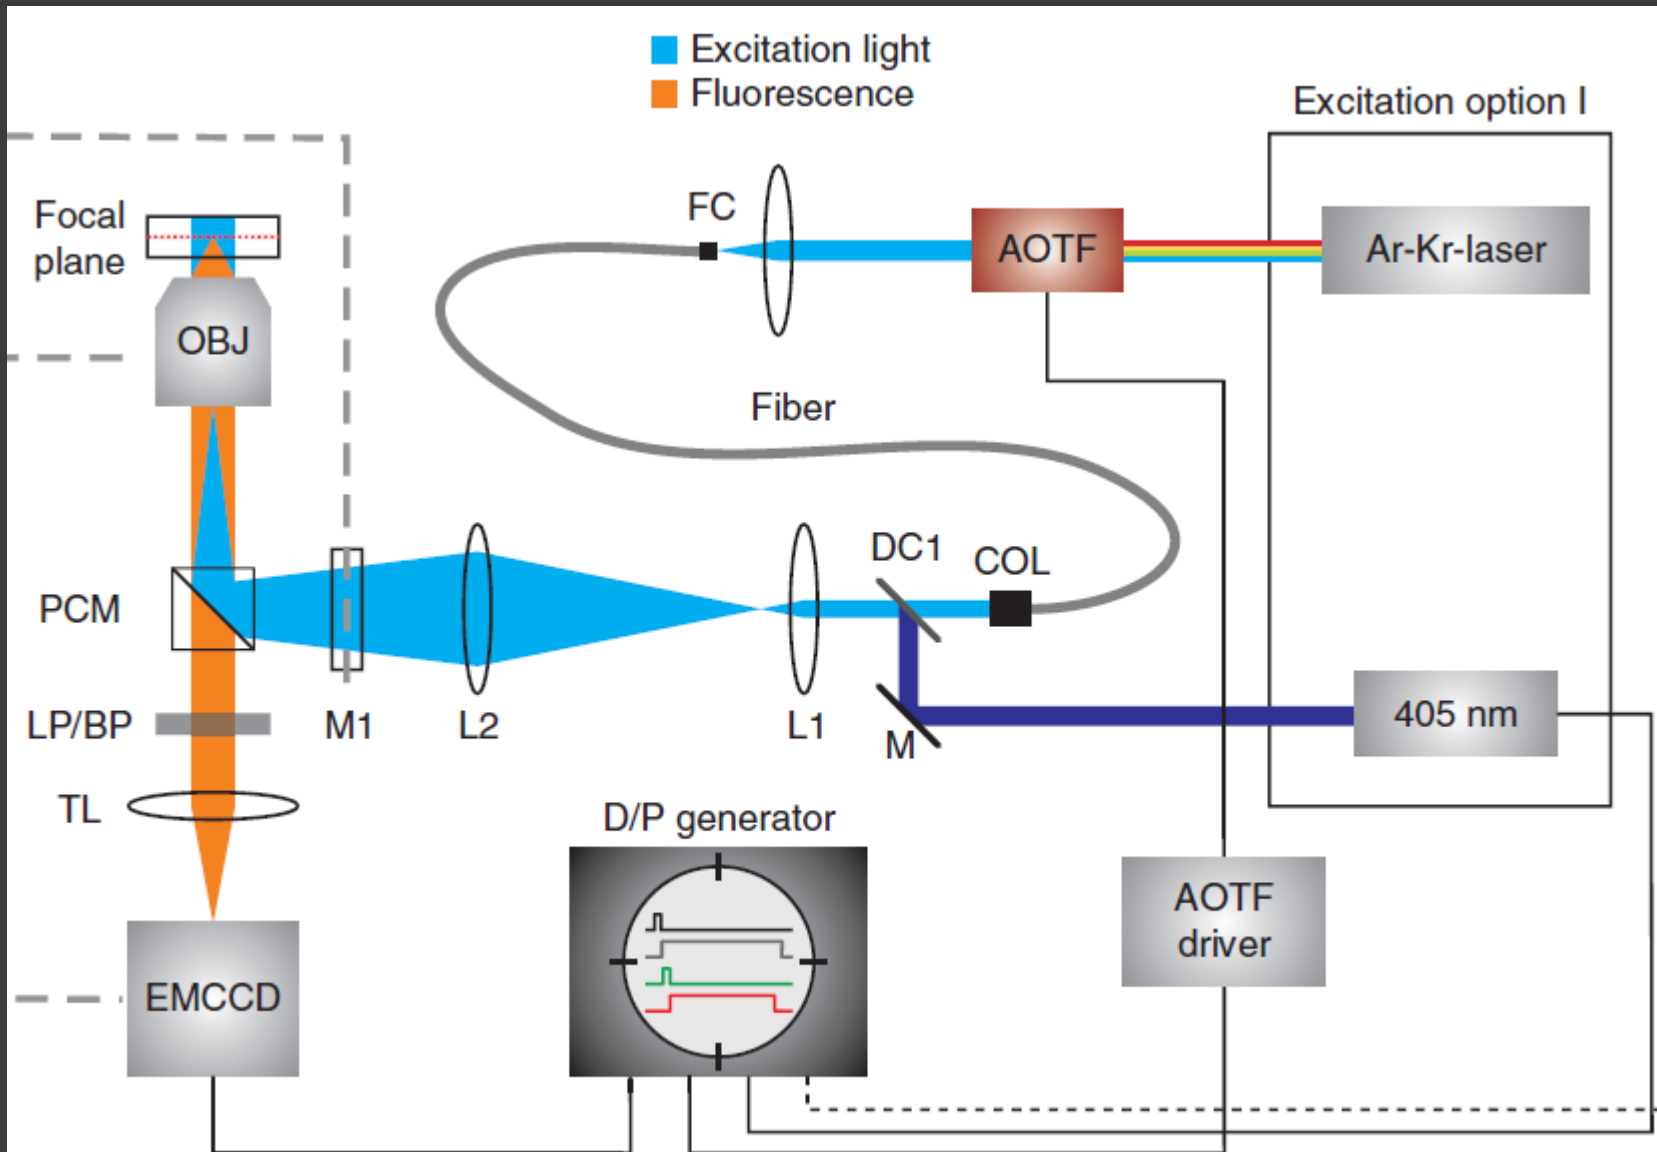 Excitation light
Fluorescence
Excitation option I
Focal
plane
FC
AOTF
Ar-Kr-laser
OBJ
Fiber
DC1
COL
PCM
LP/BP
M1
L2
L1
M
405 nm
TL
D/P generator
AOTF
driver
EMCCD